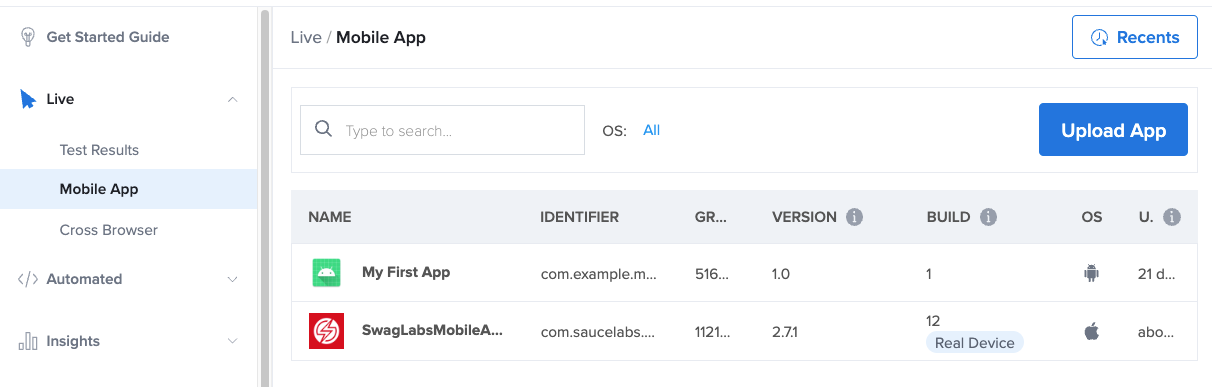 Get Started Guide
Live
Test Results
Mobile App
Cross Browser
Automated
Insights
Live / Mobile App
Recents
Type to search...
OS: All
Upload App
NAME IDENTIFIER GR... VERSION BUILD OS U.
My First App com.example.m... 516... 1.0 1 21 d...
SwagLabsMobileA... com.saucelabs.... 1121... 2.7.1 12 abo...
Real Device